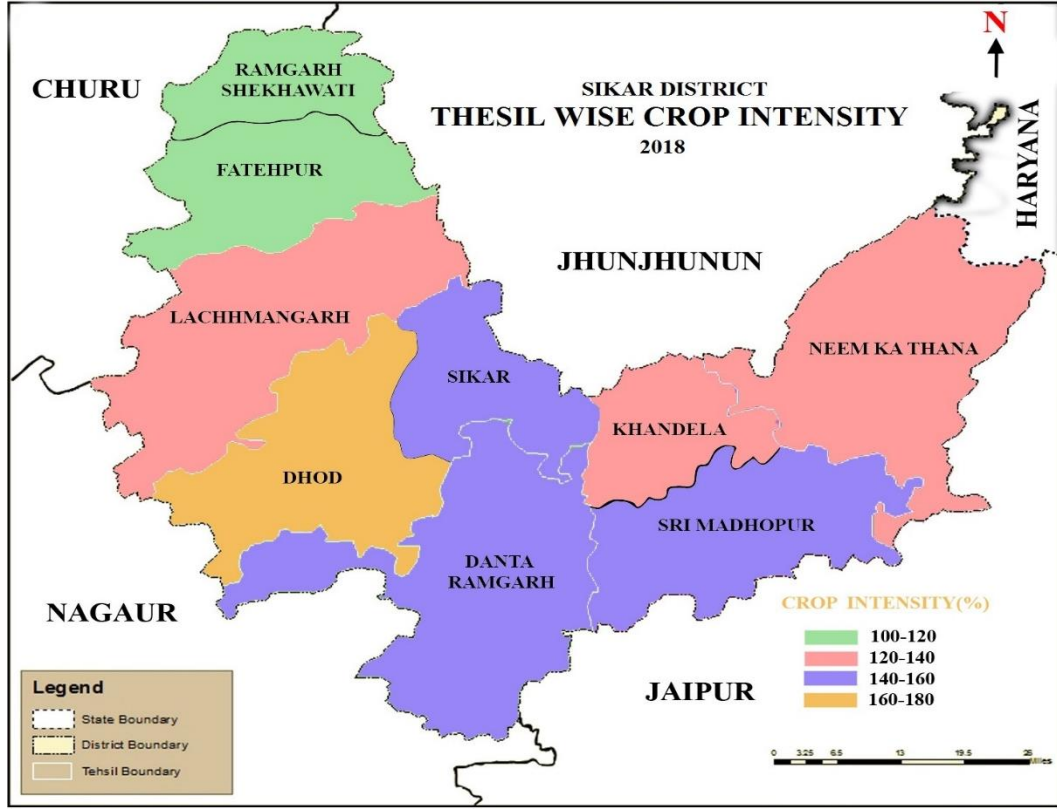 N
SIKAR DISTRICT
THESIL WISE CROP INTENSITY
2018
CHURU
RAMGARH
SHEKHAWATI
FATEHPUR
HARYANA
JHUNJHUNUN
LACHHMANGARH
NEEM KA THANA
SIKAR
KHANDELA
DHOD
SRI MADHOPUR
DANTA
RAMGARH
NAGAUR
JAIPUR
CROP INTENSITY(%)
100-120
120-140
140-160
160-180
Legend
State Boundary
District Boundary
Tehsil Boundary
0 3.25 6.5 13 19.5 26
Miles